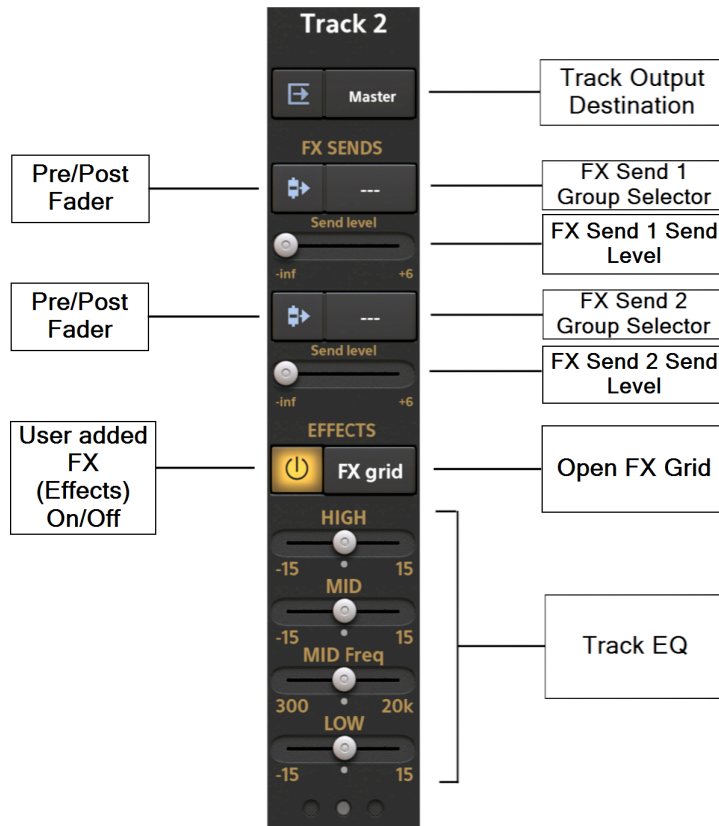 Track 2
Master
Track Output
Destination
FX SENDS
Pre/Post
Fader
---
FX Send 1
Group Selector
Send level
-inf
+6
FX Send 1 Send
Level
Pre/Post
Fader
---
FX Send 2
Group Selector
Send level
-inf
+6
FX Send 2 Send
Level
EFFECTS
User added
FX
(Effects)
On/Off
FX grid
Open FX Grid
HIGH
-15
15
MID
-15
15
MID Freq
300
20k
LOW
-15
15
Track EQ